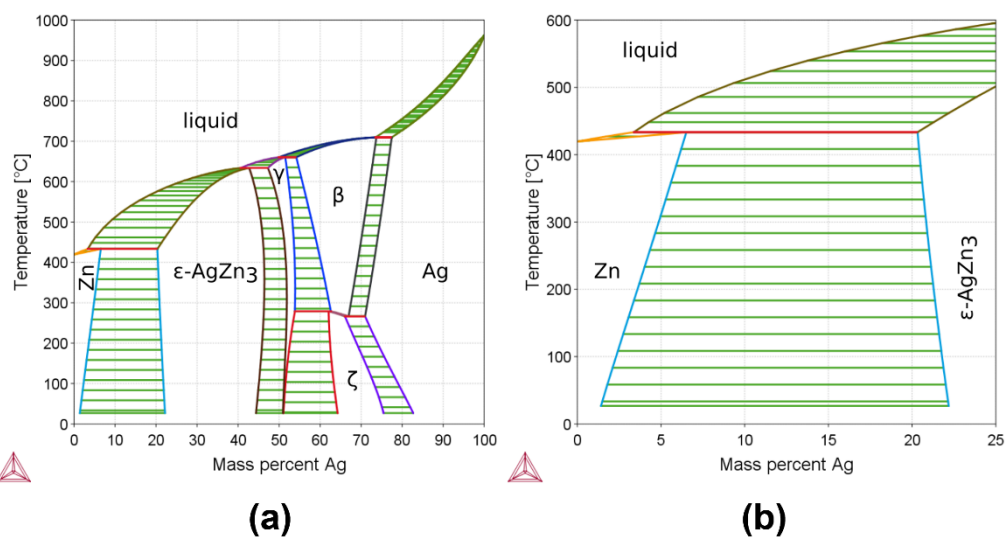 1000
900
800
700
600
500
400
300
200
100
0
Temperature [°C]
liquid
γ
β
Zn
ε-AgZn3
Ag
ζ
0 10 20 30 40 50 60 70 80 90 100
Mass percent Ag
(a)
600
500
400
300
200
100
0
Temperature [°C]
liquid
Zn
ε-AgZn3
0 5 10 15 20 25
Mass percent Ag
(b)